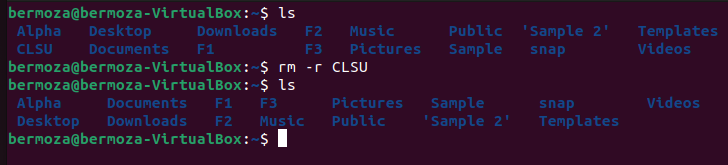 bermoza@bermoza-VirtualBox:~$ ls
Alpha Desktop Downloads F2 Music Public 'Sample 2' Templates
CLSU Documents F1 F3 Pictures Sample snap Videos
bermoza@bermoza-VirtualBox:~$ rm -r CLSU
bermoza@bermoza-VirtualBox:~$ ls
Alpha Documents F1 F3 Pictures Sample snap Videos
Desktop Downloads F2 Music Public 'Sample 2' Templates
bermoza@bermoza-VirtualBox:~$